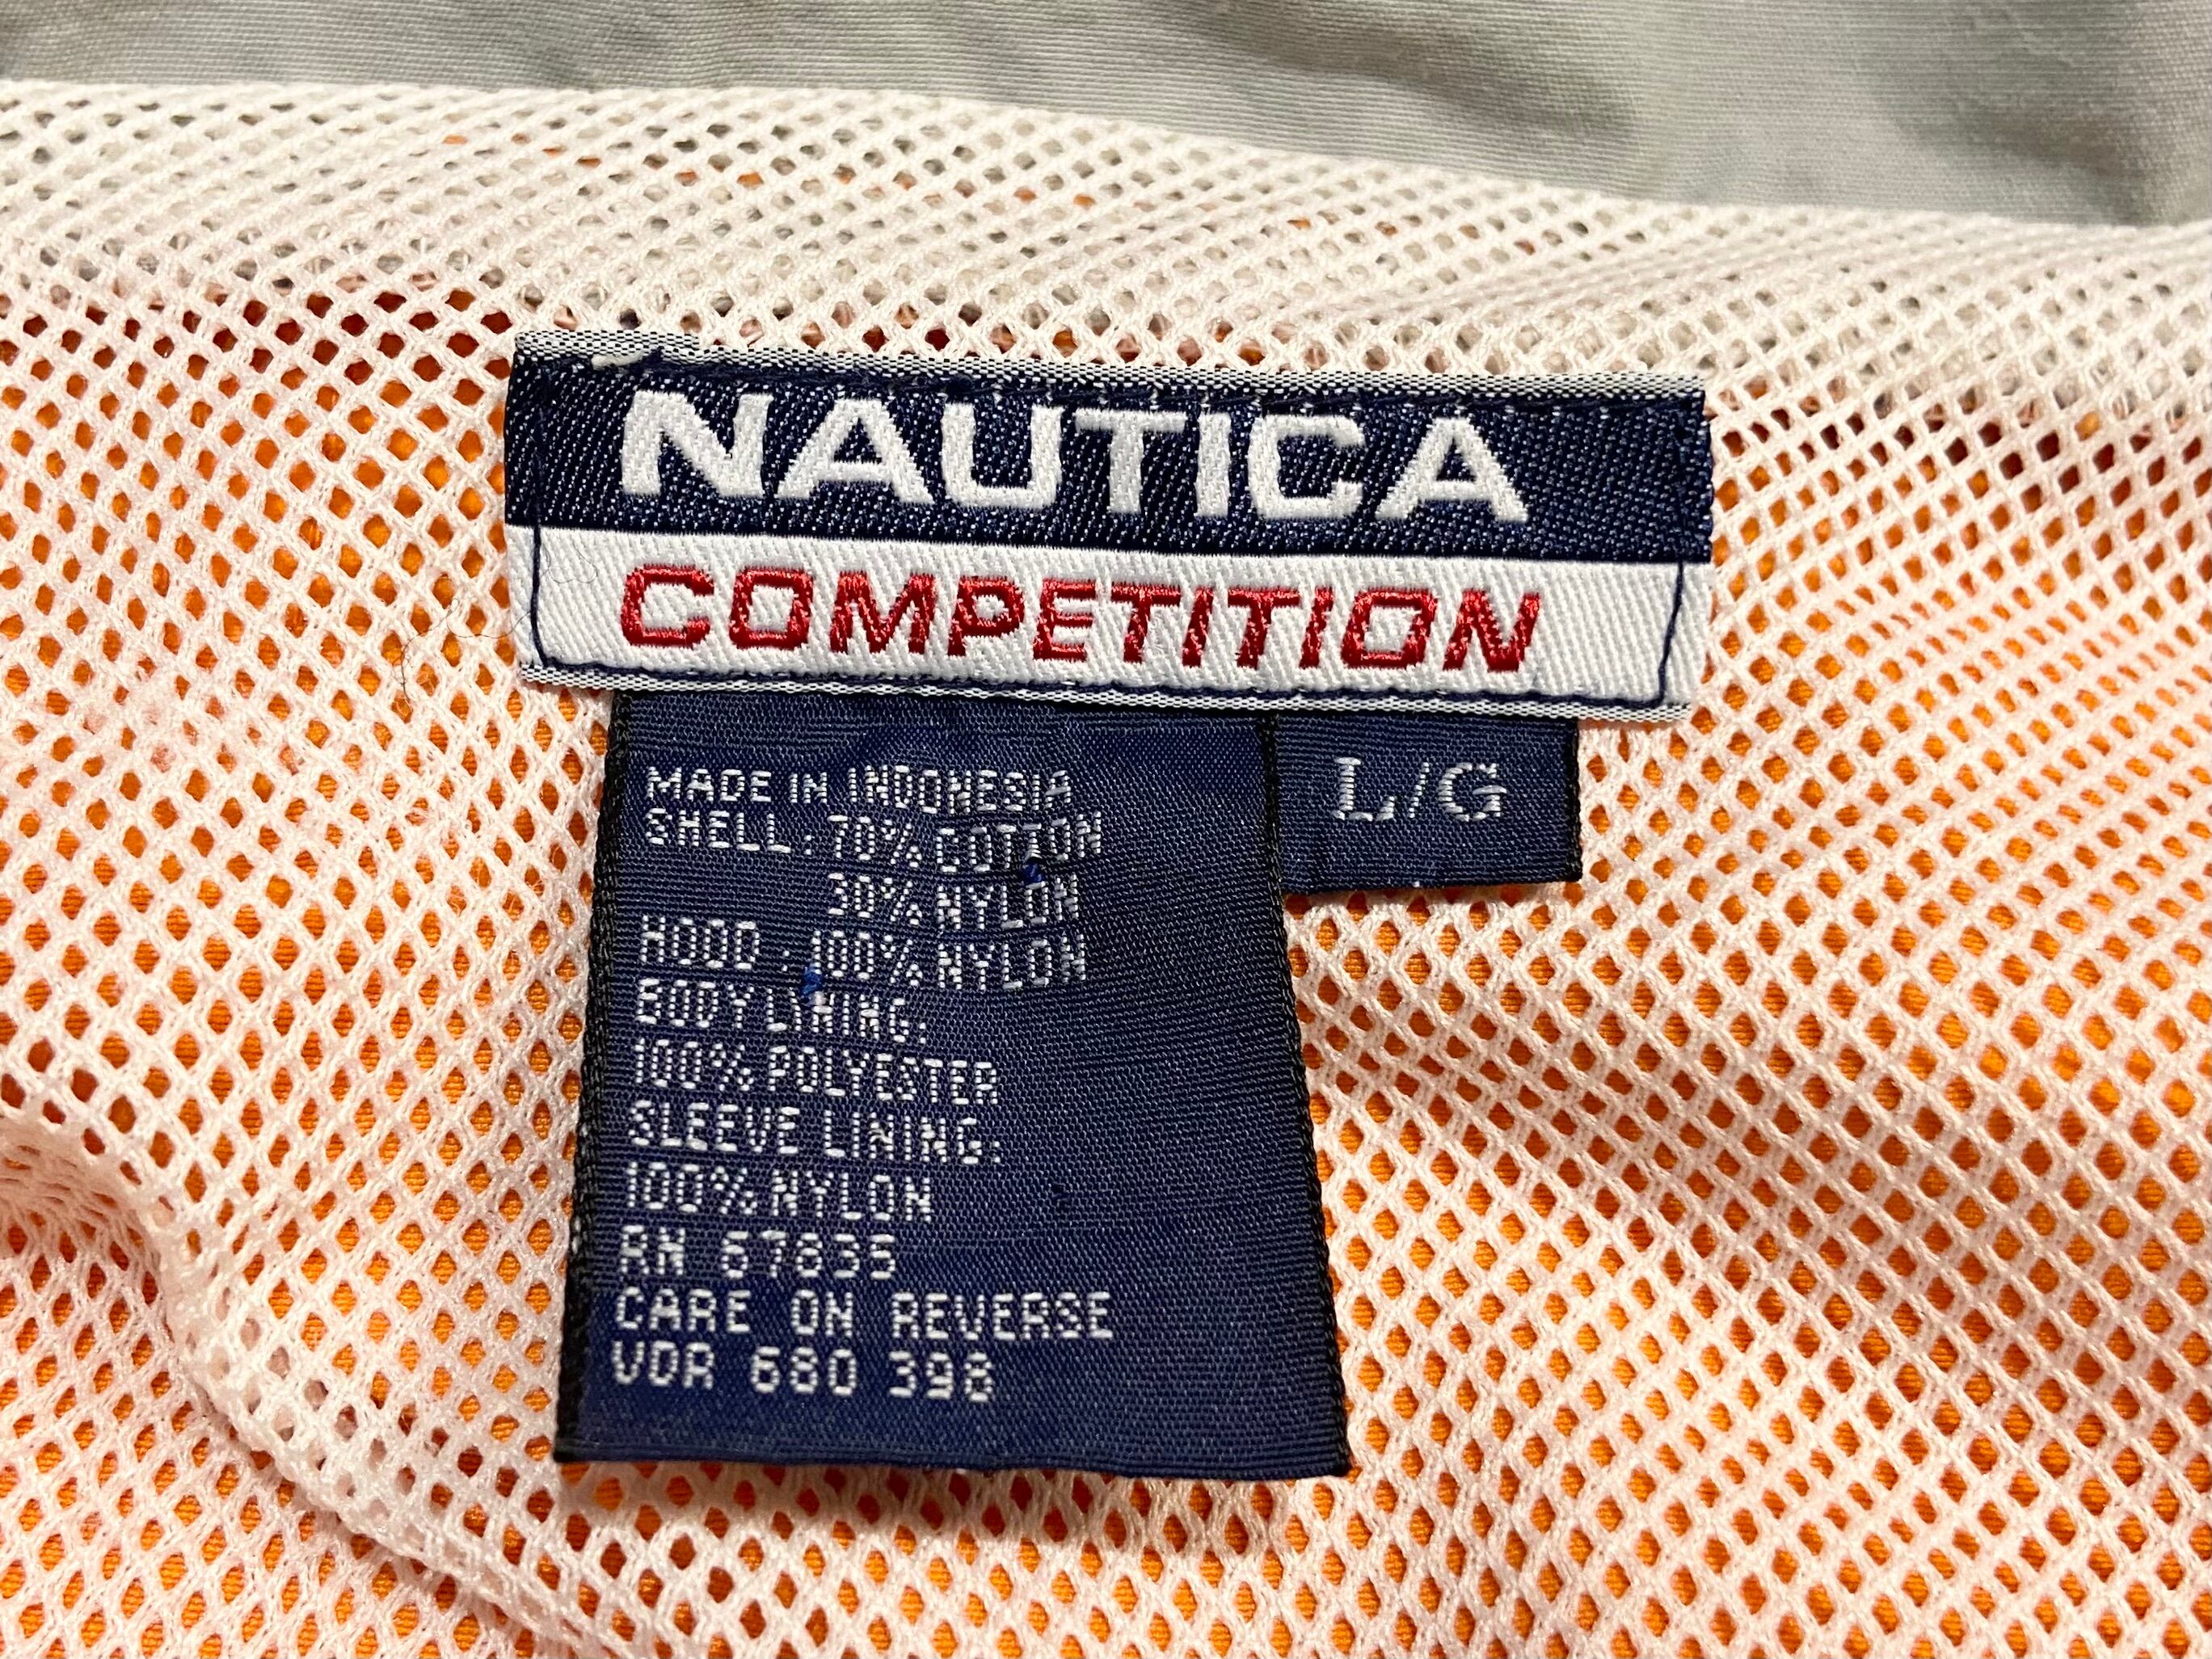 NAUTICA
COMPETITION
L/G
MADE IN INDONESIA
SHELL: 70% COTTON
30% NYLON
HOOD: 100% NYLON
BODY LINING:
100% POLYESTER
SLEEVE LINING:
100% NYLON
RN 67835
CARE ON REVERSE
VDR 680 398